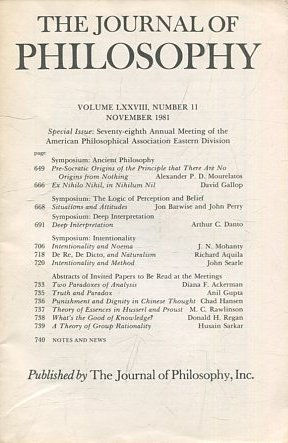 THE JOURNAL OF
PHILOSOPHY
VOLUME LXXVIII, NUMBER 11
NOVEMBER 1981
Special Issue: Seventy-eighth Annual Meeting of the
American Philosophical Association Eastern Division
page
Symposium: Ancient Philosophy
649 Pre-Socratic Origins of the Principle that There Are No
Origins from Nothing Alexander P. D. Mourelatos
666 Ex Nihilo Nihil, in Nihilum Nil David Gallop
Symposium: The Logic of Perception and Belief
668 Situations and Attitudes Jon Barwise and John Perry
Symposium: Deep Interpretation
691 Deep Interpretation Arthur C. Danto
Symposium: Intentionality
706 Intentionality and Noema J. N. Mohanty
718 De Re, De Dicto, and Naturalism Richard Aquila
720 Intentionality and Method John Searle
Abstracts of Invited Papers to Be Read at the Meetings
733 Two Paradoxes of Analysis Diana F. Ackerman
735 Truth and Paradox Anil Gupta
736 Punishment and Dignity in Chinese Thought Chad Hansen
737 Theory of Essences in Husserl and Proust M. C. Rawlinson
738 What's the Good of Knowledge? Donald H. Regan
739 A Theory of Group Rationality Husain Sarkar
740 NOTES AND NEWS
Published by The Journal of Philosophy, Inc.